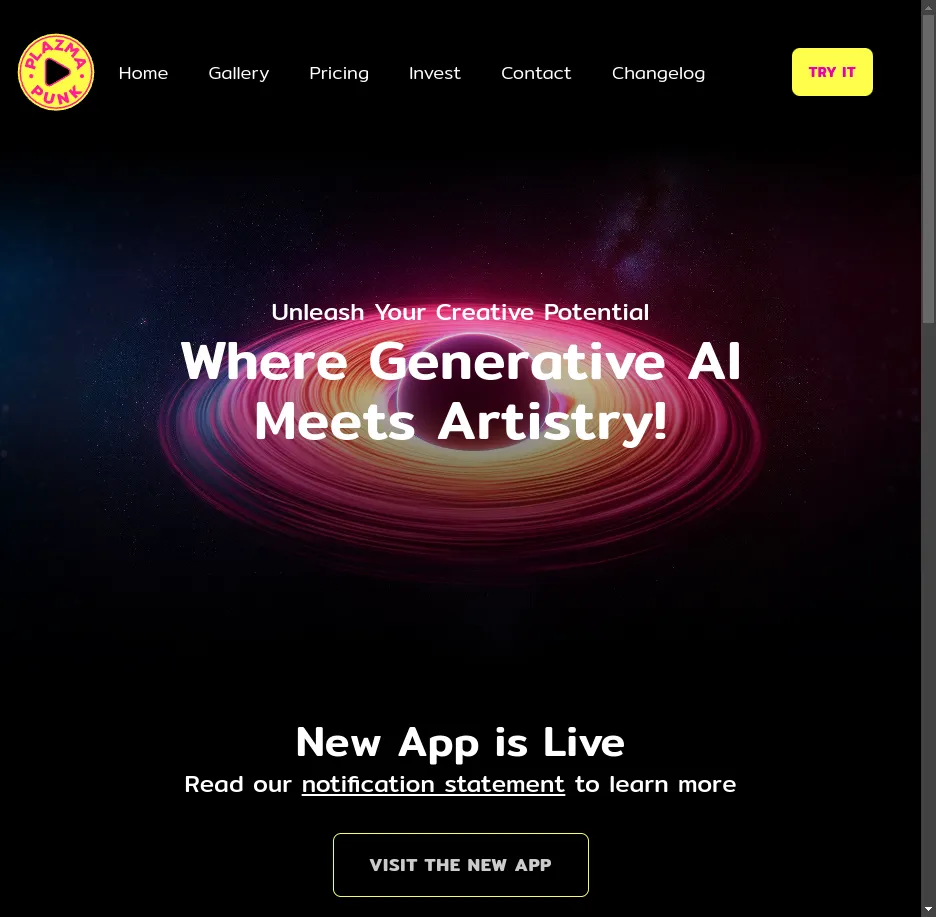 PLAZMA
PUNK
Home
Gallery
Pricing
Invest
Contact
Changelog
TRY IT
Unleash Your Creative Potential
Where Generative AI
Meets Artistry!
New App is Live
Read our notification statement to learn more
VISIT THE NEW APP